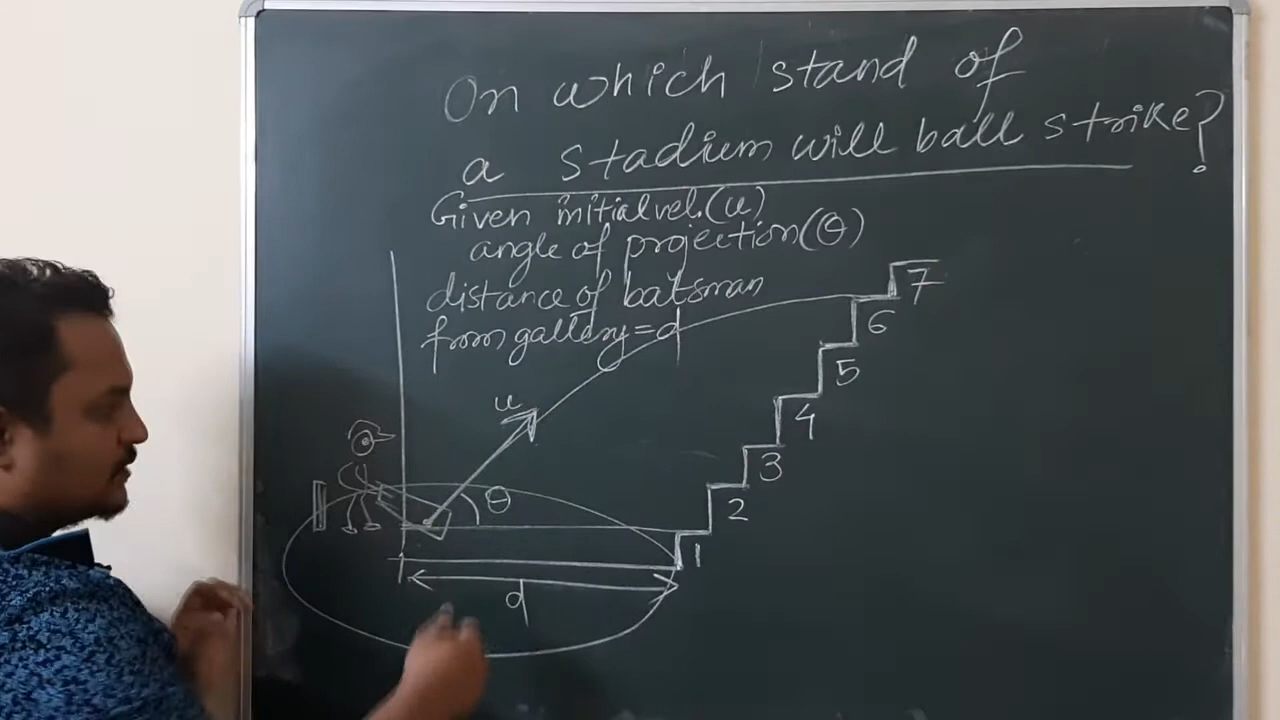 On which stand of
a stadium will ball strike?
Given initial vel.(u)
angle of projection(θ)
distance of batsman
from gallery = d
7
6
5
u
4
3
θ
2
1
d